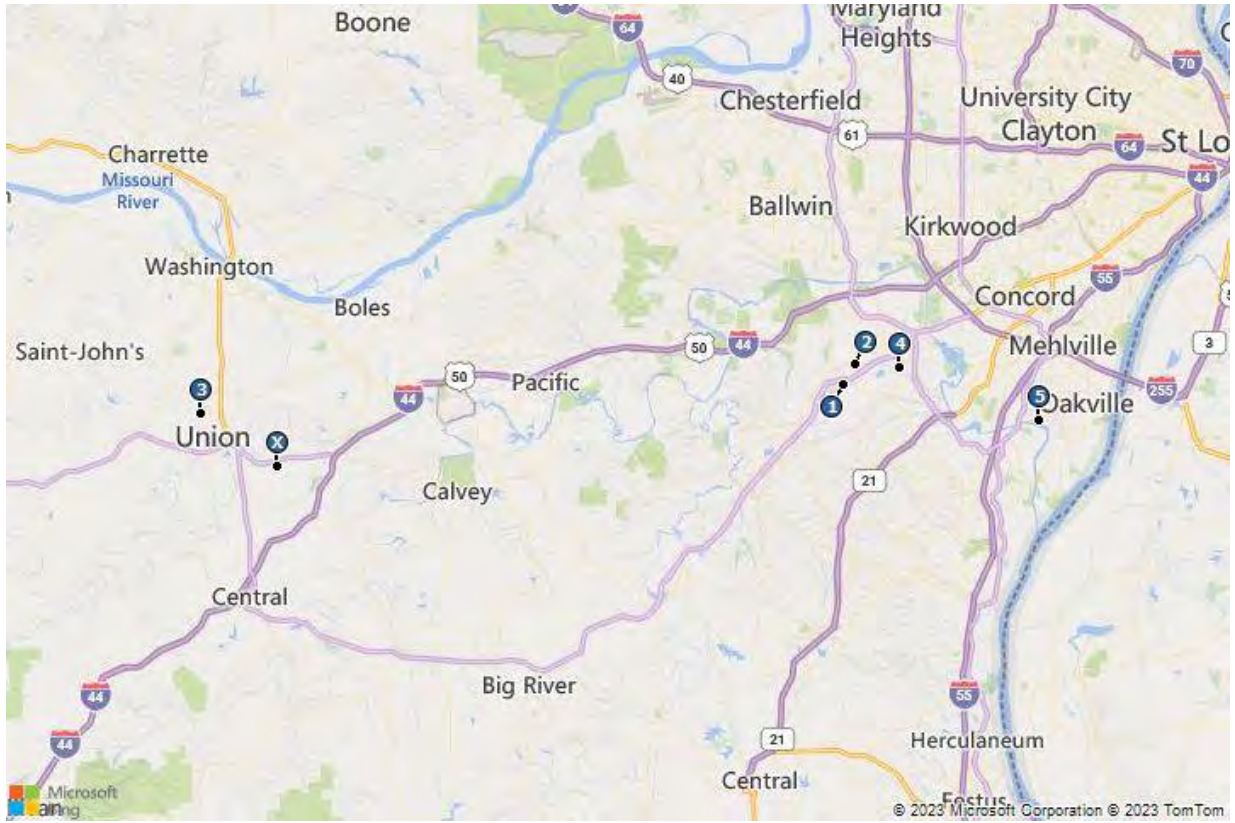 Boone
Maryland
Heights
64
70
40
Chesterfield
University City
Clayton
61
64
St Lo
44
Charrette
Missouri
River
Ballwin
Kirkwood
Washington
55
Concord
Boles
Saint-John's
50
44
2
4
Mehlville
3
50
Pacific
3
44
1
5
Oakville
255
Union
X
Calvey
21
Central
Big River
44
55
44
21
Herculaneum
Central
Microsoft
Bing
Festus
© 2023 Microsoft Corporation © 2023 TomTom